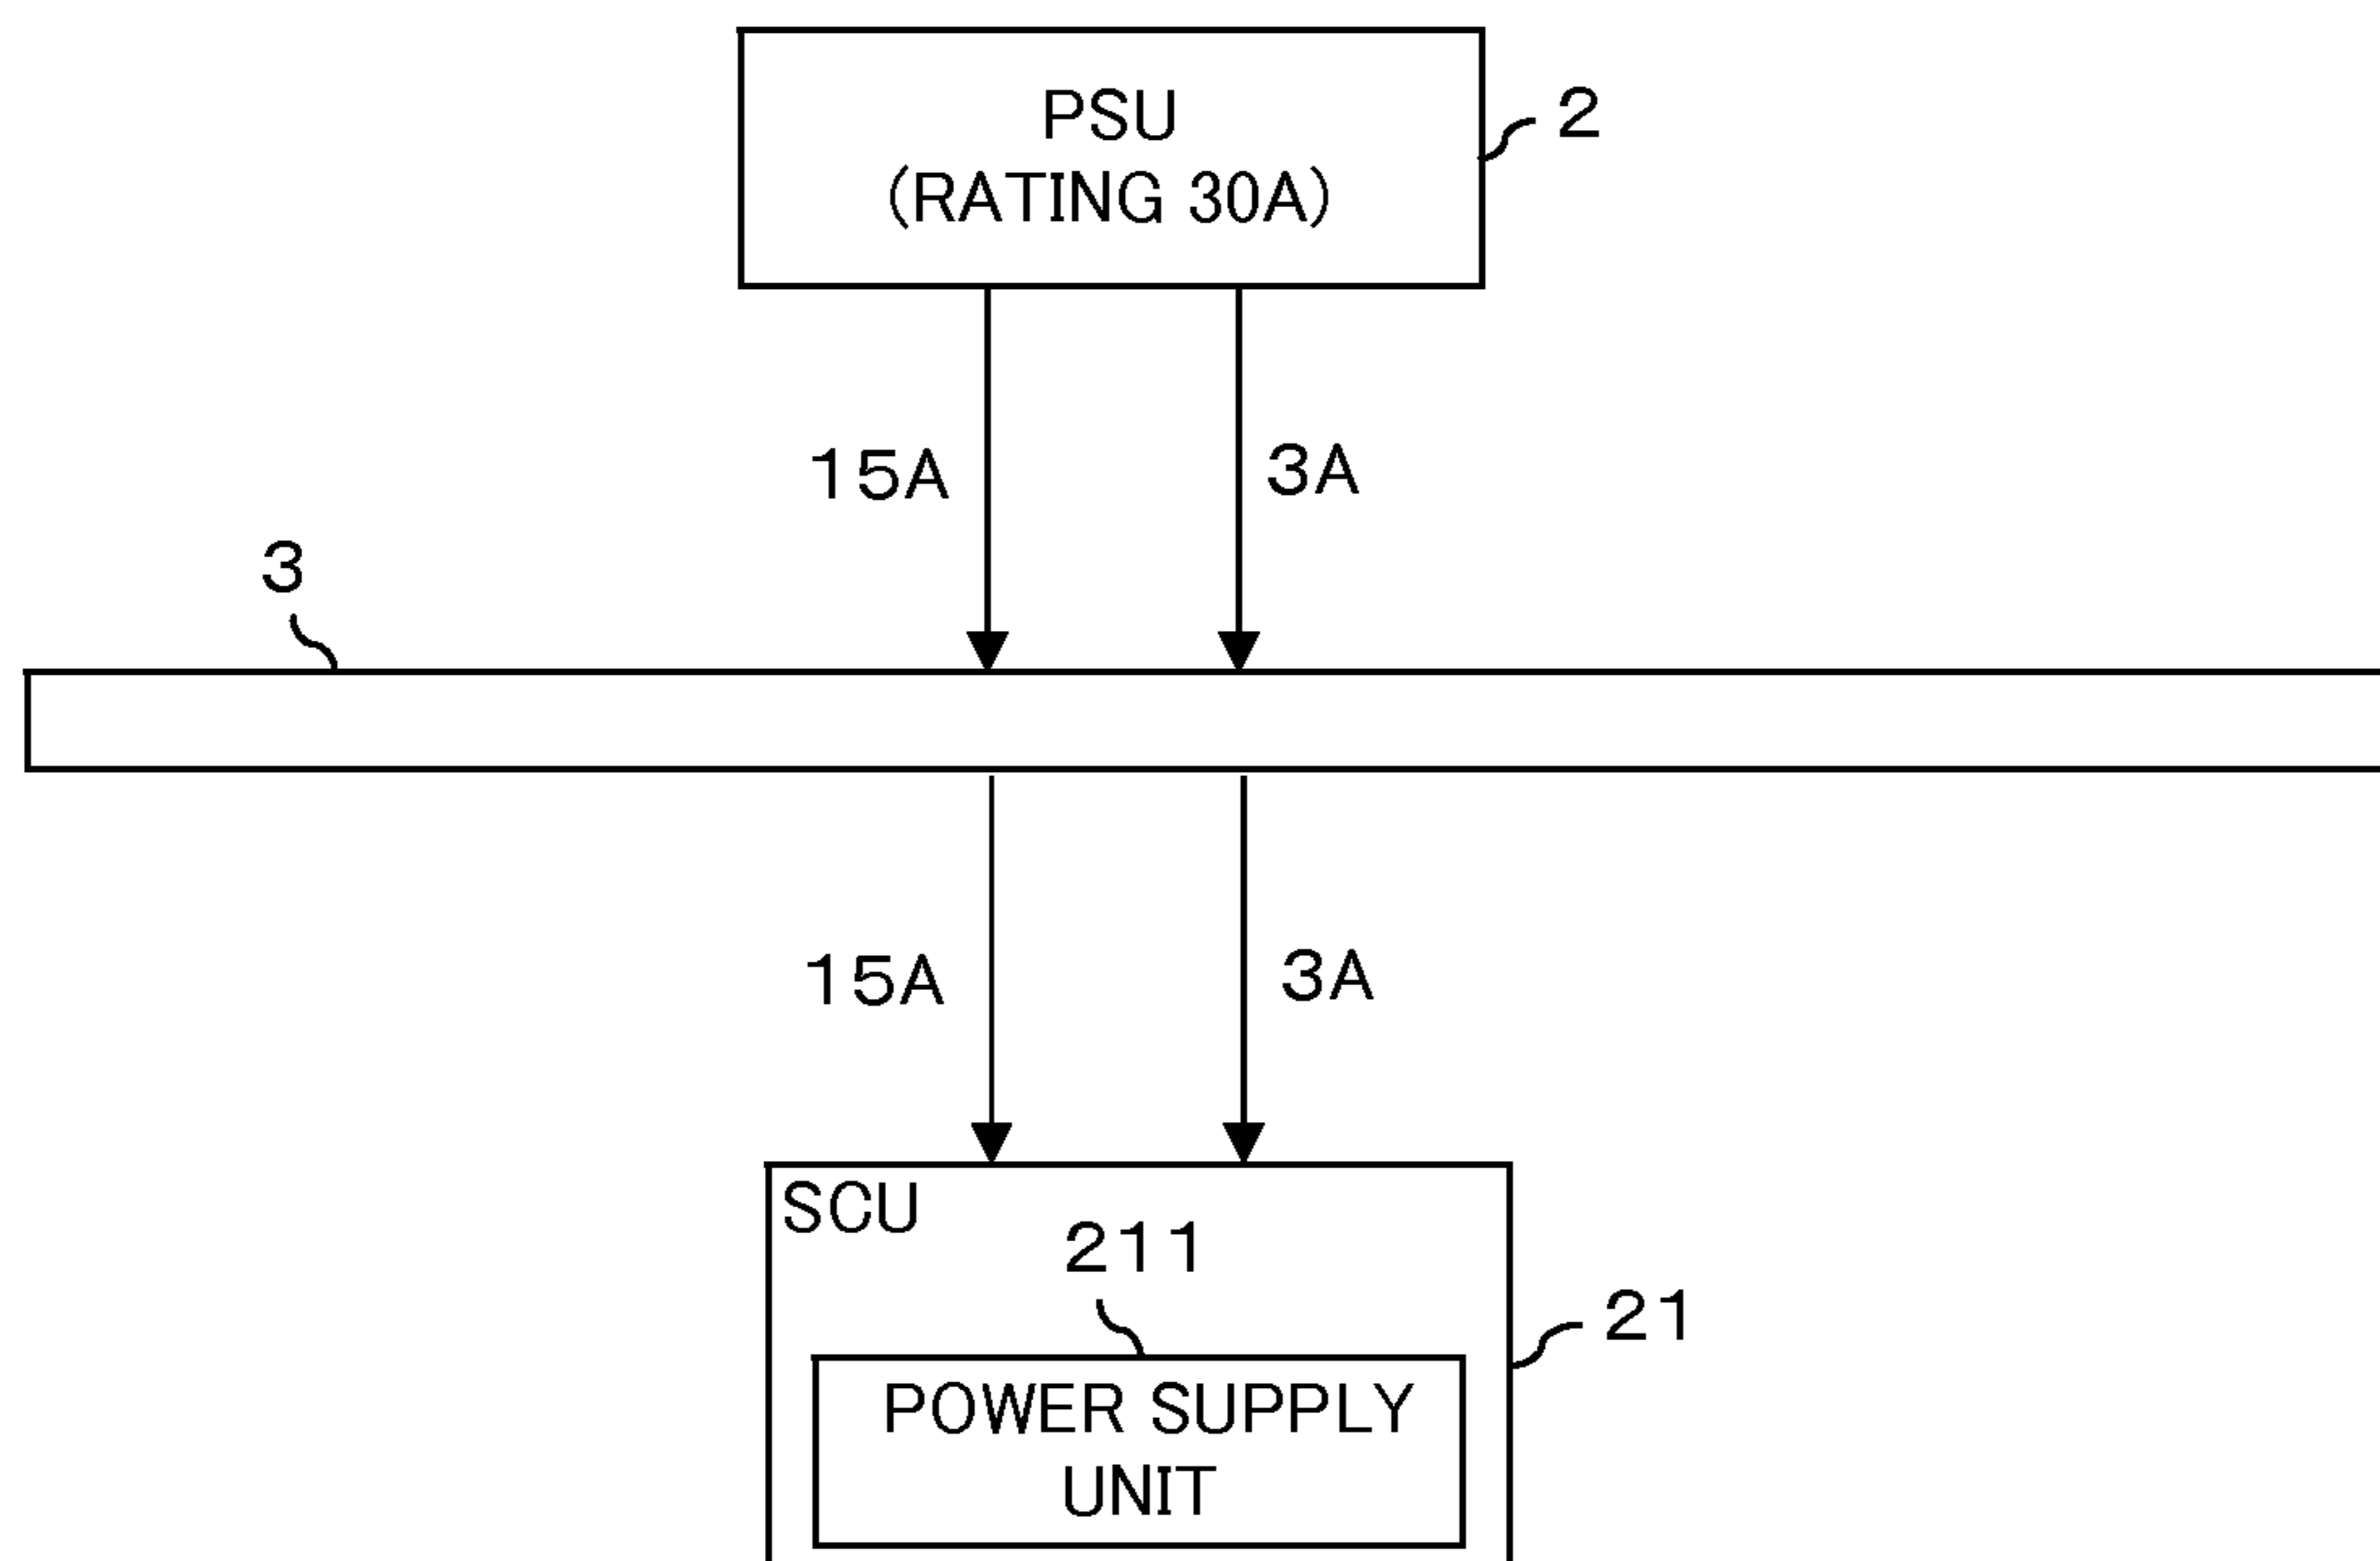 PSU
(RATING 30A)
2
15A
3A
3
15A
3A
SCU
211
21
POWER SUPPLY
UNIT